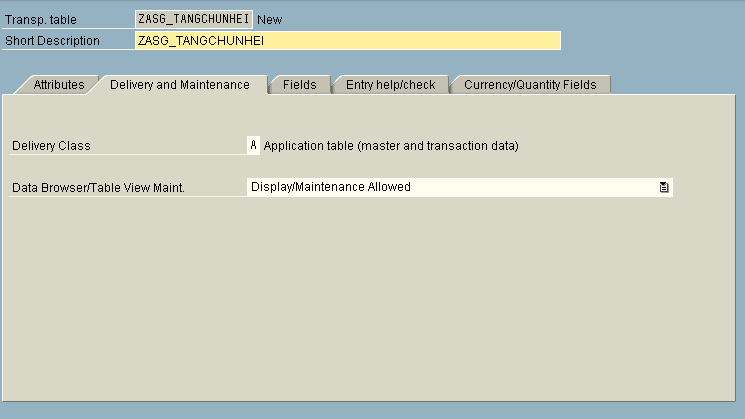 Transp. table ZASG_TANGCHUNHEI New
Short Description ZASG_TANGCHUNHEI
Attributes Delivery and Maintenance Fields Entry help/check Currency/Quantity Fields
Delivery Class A Application table (master and transaction data)
Data Browser/Table View Maint. Display/Maintenance Allowed